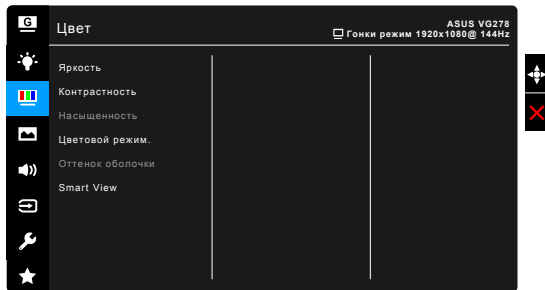 G
Цвет
ASUS VG278
Гонки режим 1920x1080@ 144Hz
Яркость
Контрастность
Насыщенность
Цветовой режим.
Оттенок оболочки
Smart View